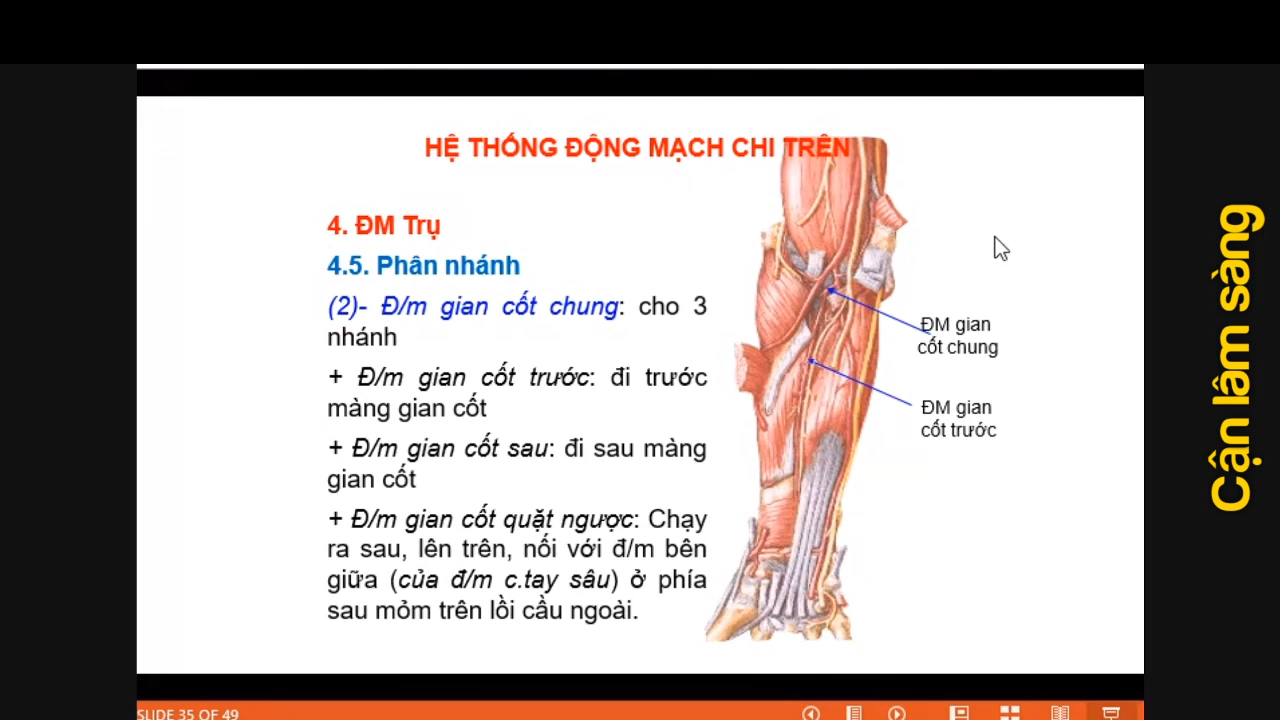 HỆ THỐNG ĐỘNG MẠCH CHI TRÊN
4. ĐM Trụ
4.5. Phân nhánh
(2)- Đ/m gian cốt chung: cho 3
nhánh
+ Đ/m gian cốt trước: đi trước
màng gian cốt
+ Đ/m gian cốt sau: đi sau màng
gian cốt
+ Đ/m gian cốt quặt ngược: Chạy
ra sau, lên trên, nối với đ/m bên
giữa (của đ/m c.tay sâu) ở phía
sau mỏm trên lồi cầu ngoài.
ĐM gian
cốt chung
ĐM gian
cốt trước
Cận lâm sàng
SLIDE 35 OF 49